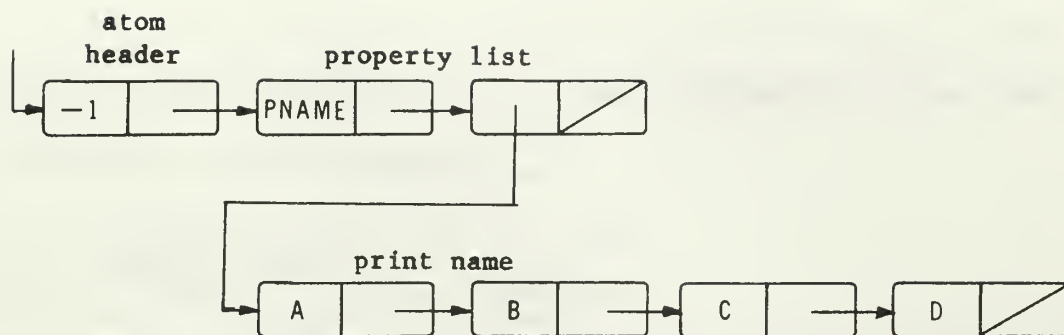 atom
header
property list
−1
PNAME
print name
A
B
C
D